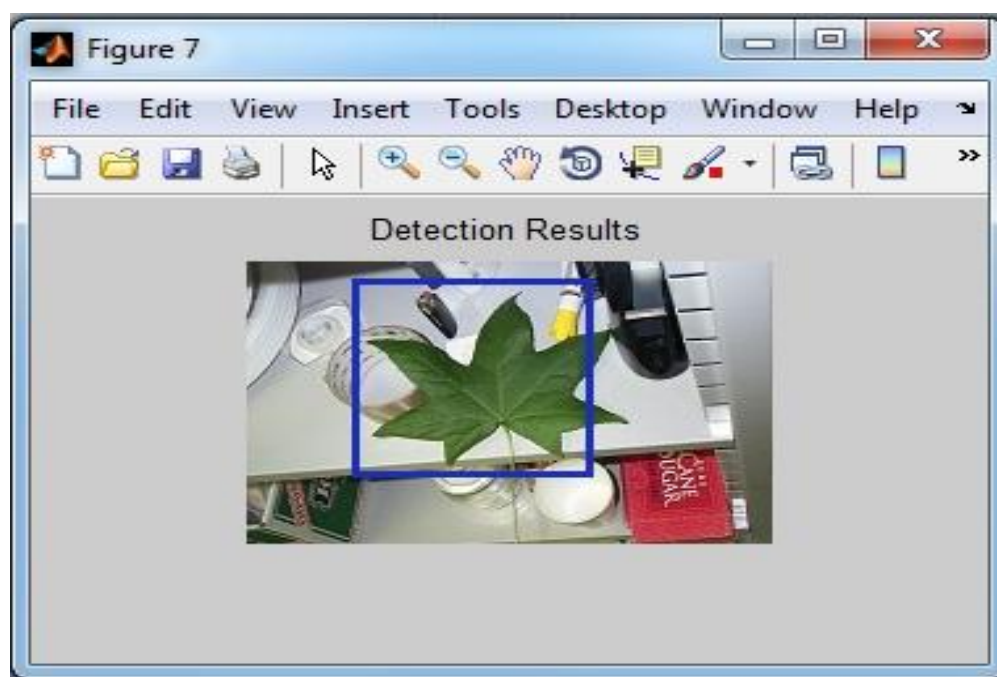 Figure 7
File Edit View Insert Tools Desktop Window Help
Detection Results
CANE
SUGAR